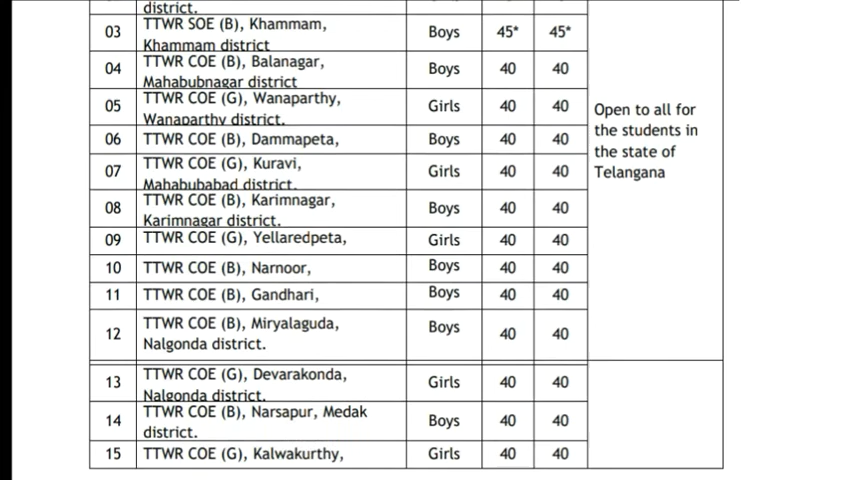 district.
03 TTWR SOE (B), Khammam, Boys 45* 45*
Khammam district
04 TTWR COE (B), Balanagar, Boys 40 40
Mahabubnagar district
05 TTWR COE (G), Wanaparthy, Girls 40 40
Wanaparthy district.
Open to all for
the students in
the state of
Telangana
06 TTWR COE (B), Dammapeta, Boys 40 40
07 TTWR COE (G), Kuravi, Girls 40 40
Mahabubabad district.
08 TTWR COE (B), Karimnagar, Boys 40 40
Karimnagar district.
09 TTWR COE (G), Yellaredpeta, Girls 40 40
10 TTWR COE (B), Narnoor, Boys 40 40
11 TTWR COE (B), Gandhari, Boys 40 40
12 TTWR COE (B), Miryalaguda, Boys 40 40
Nalgonda district.
13 TTWR COE (G), Devarakonda, Girls 40 40
Nalgonda district.
14 TTWR COE (B), Narsapur, Medak Boys 40 40
district.
15 TTWR COE (G), Kalwakurthy, Girls 40 40